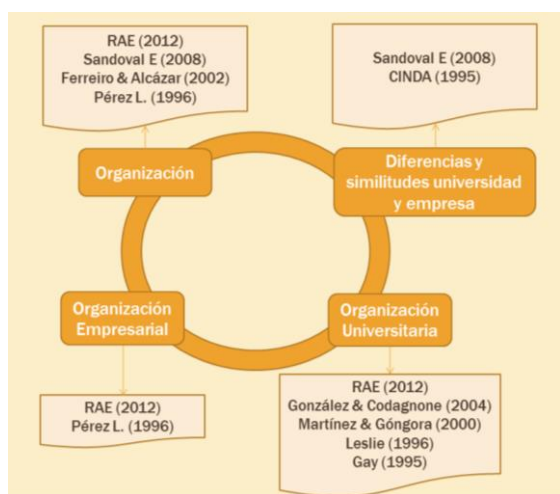 RAE (2012)
Sandoval E (2008)
Ferreiro & Alcázar (2002)
Pérez L. (1996)
Sandoval E (2008)
CINDA (1995)
Organización
Diferencias y
similitudes universidad
y empresa
Organización
Empresarial
Organización
Universitaria
RAE (2012)
Pérez L. (1996)
RAE (2012)
González & Codagnone (2004)
Martínez & Góngora (2000)
Leslie (1996)
Gay (1995)